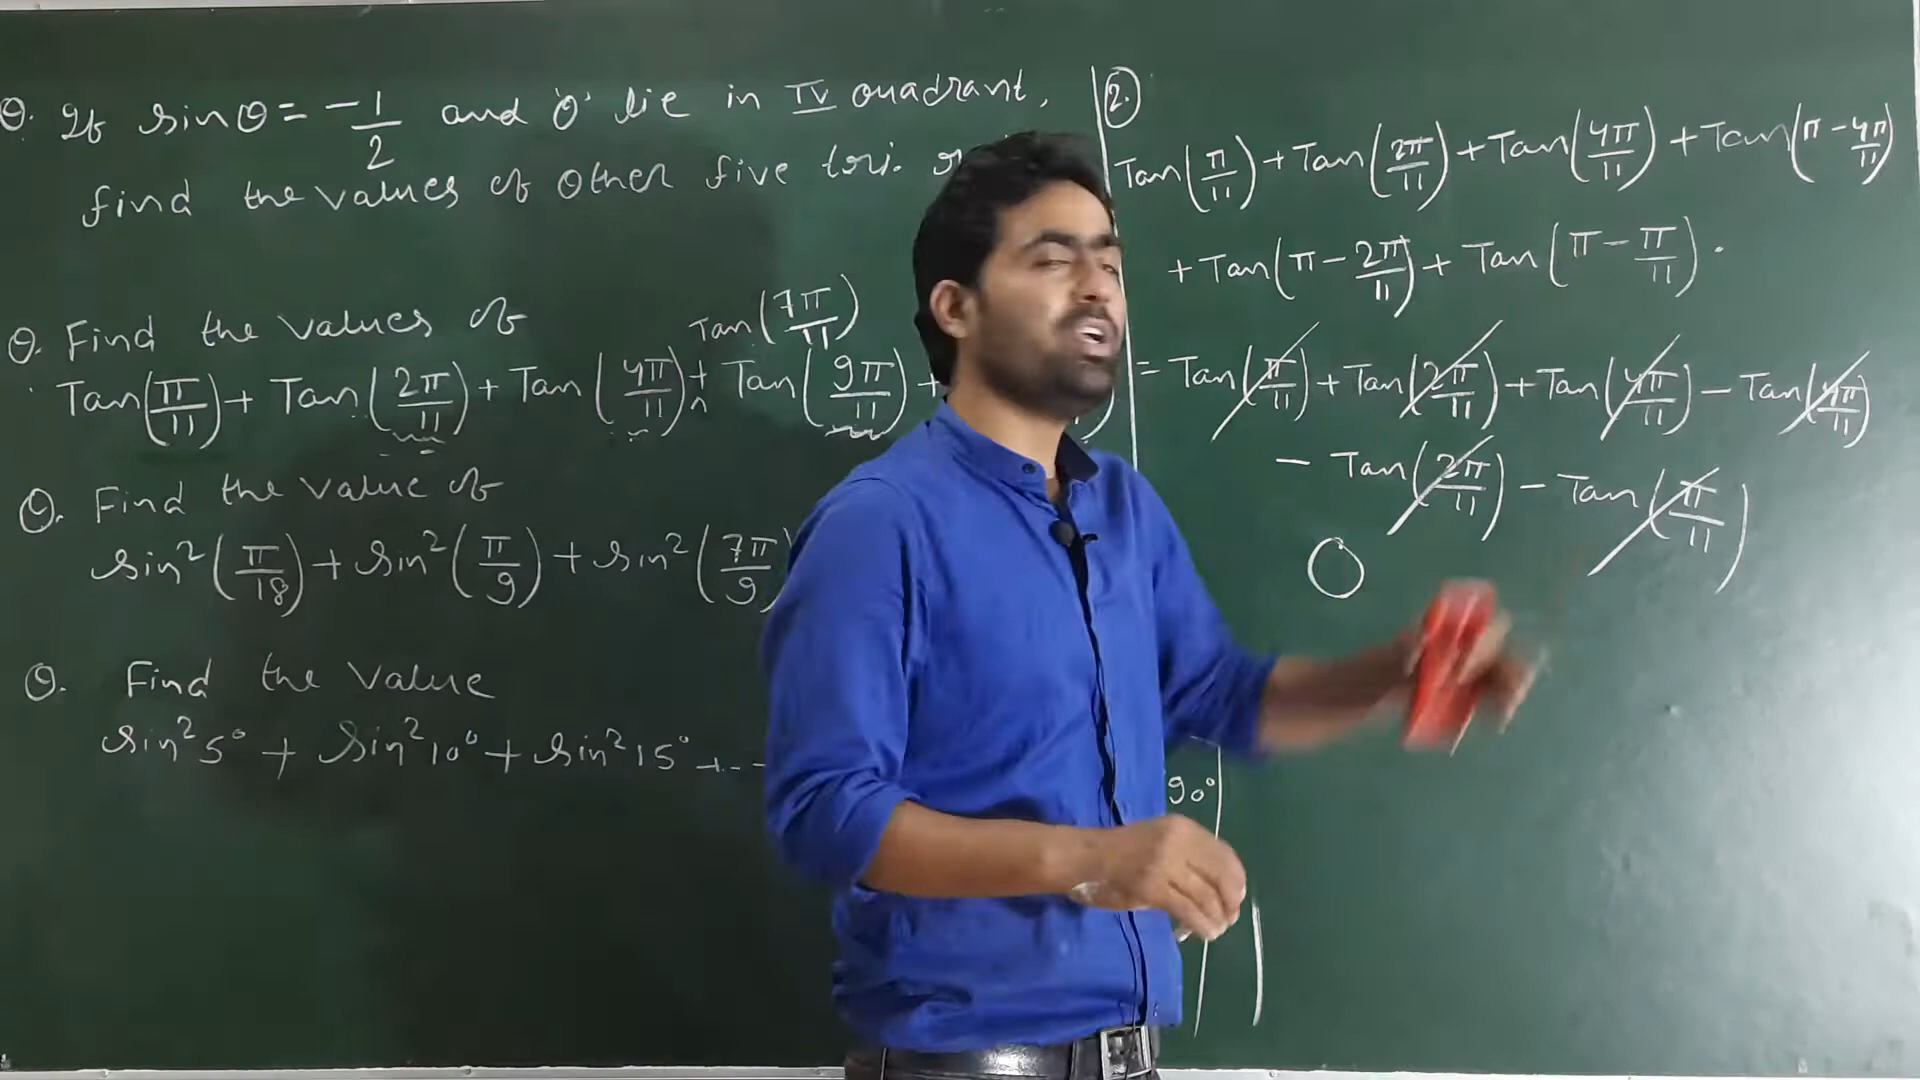 Q. If sinθ = -1/2 and 'θ' lie in IV quadrant,
find the values of other five tri.
Q. Find the values of
Tan(7π/11)
Tan(π/11) + Tan(2π/11) + Tan(4π/11) + Tan(9π/11) +
Q. Find the value of
sin²(π/18) + sin²(π/9) + sin²(7π/9)
Q. Find the value
sin²5° + sin²10° + sin²15° + --
90°
2.
Tan(π/11) + Tan(2π/11) + Tan(4π/11) + Tan(π - 4π/11)
+ Tan(π - 2π/11) + Tan(π - π/11).
= Tan(π/11) + Tan(2π/11) + Tan(4π/11) - Tan(4π/11)
- Tan(2π/11) - Tan(π/11)
0